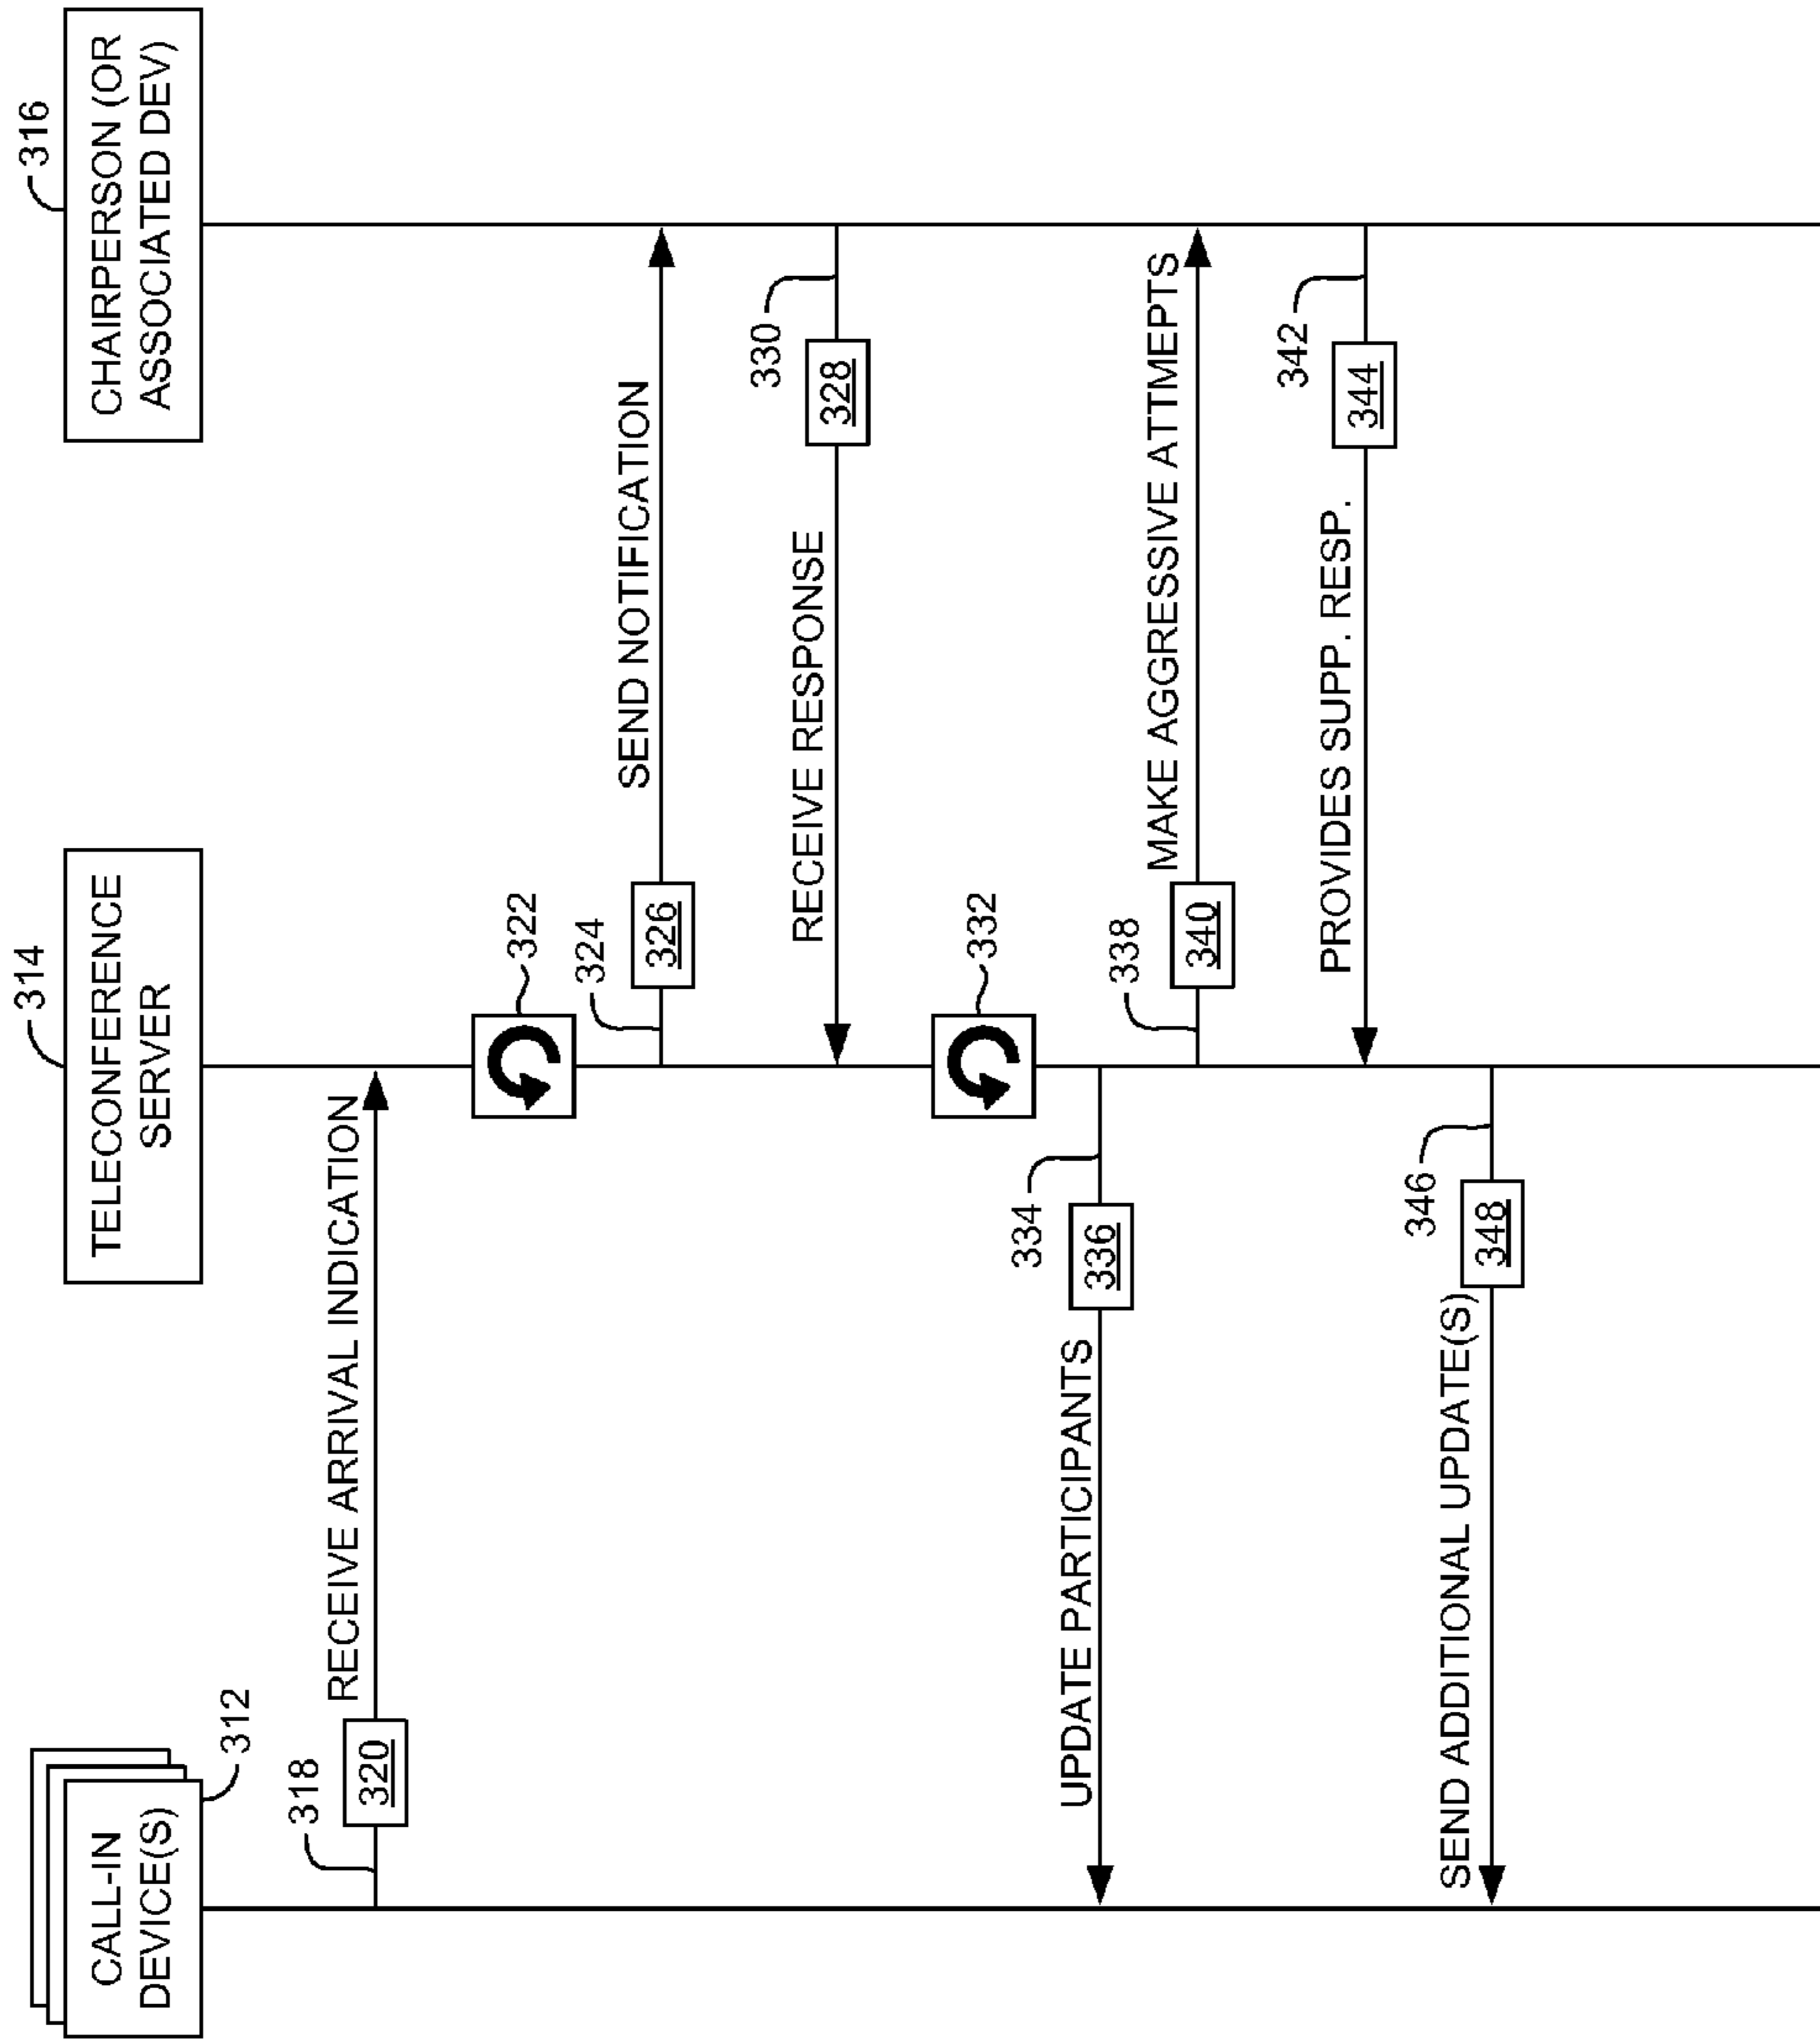 CALL-IN
DEVICE(S)
312
TELECONFERENCE
SERVER
314
CHAIRPERSON (OR
ASSOCIATED DEV)
316
318
320
RECEIVE ARRIVAL INDICATION
322
324
326
SEND NOTIFICATION
RECEIVE RESPONSE
328
330
332
334
336
UPDATE PARTICIPANTS
338
340
MAKE AGGRESSIVE ATTMEPTS
PROVIDES SUPP. RESP.
344
342
346
348
SEND ADDITIONAL UPDATE(S)